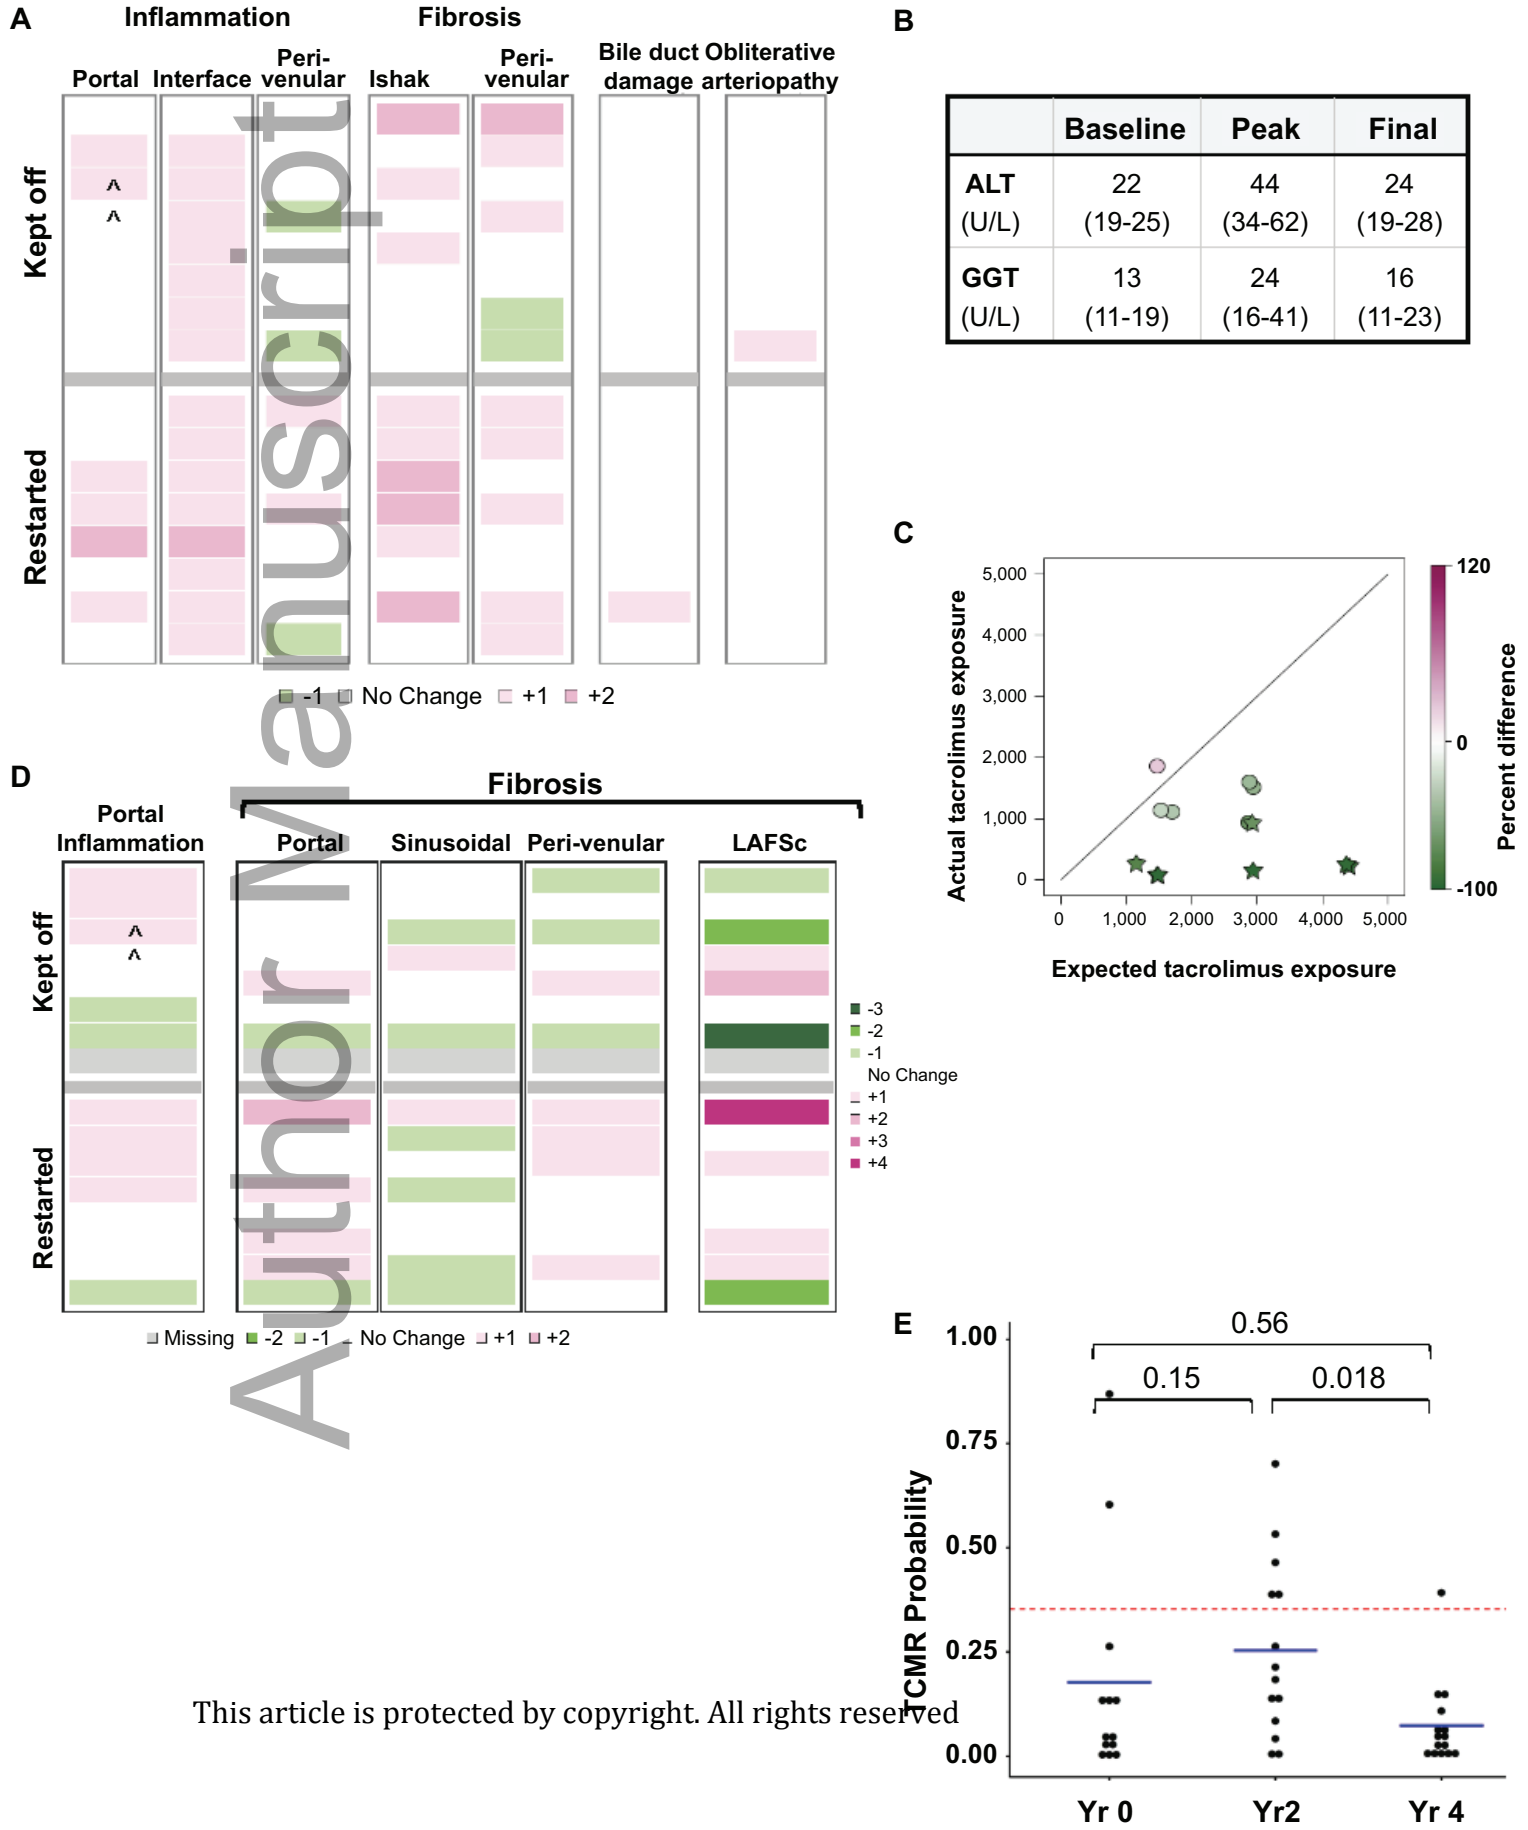 A
Inflammation
Fibrosis
Portal
Interface
Peri-
venular
Ishak
Peri-
venular
Bile duct
damage
Obliterative
arteriopathy
Kept off
^
^
Restarted
-1
No Change
+1
+2
B
Baseline
Peak
Final
ALT
(U/L)
22
(19-25)
44
(34-62)
24
(19-28)
GGT
(U/L)
13
(11-19)
24
(16-41)
16
(11-23)
C
Actual tacrolimus exposure
5,000
4,000
3,000
2,000
1,000
0
0
1,000
2,000
3,000
4,000
5,000
Expected tacrolimus exposure
120
0
-100
Percent difference
D
Fibrosis
Portal
Inflammation
Portal
Sinusoidal
Peri-venular
LAFSc
Kept off
^
^
Restarted
-3
-2
-1
No Change
+1
+2
+3
+4
Missing
-2
-1
No Change
+1
+2
E
TCMR Probability
1.00
0.75
0.50
0.25
0.00
0.56
0.15
0.018
Yr 0
Yr2
Yr 4
Author Manuscript
This article is protected by copyright. All rights reserved